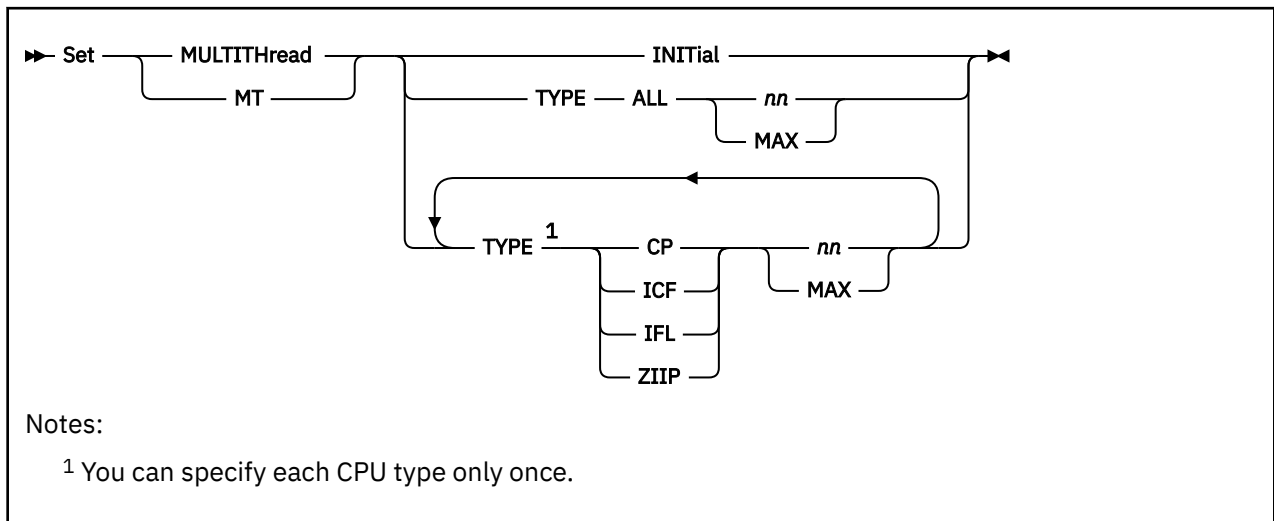 Set MULTITHread INITial
MT TYPE ALL nn
MAX
TYPE 1 CP nn
ICF MAX
IFL
ZIIP
Notes:
1 You can specify each CPU type only once.